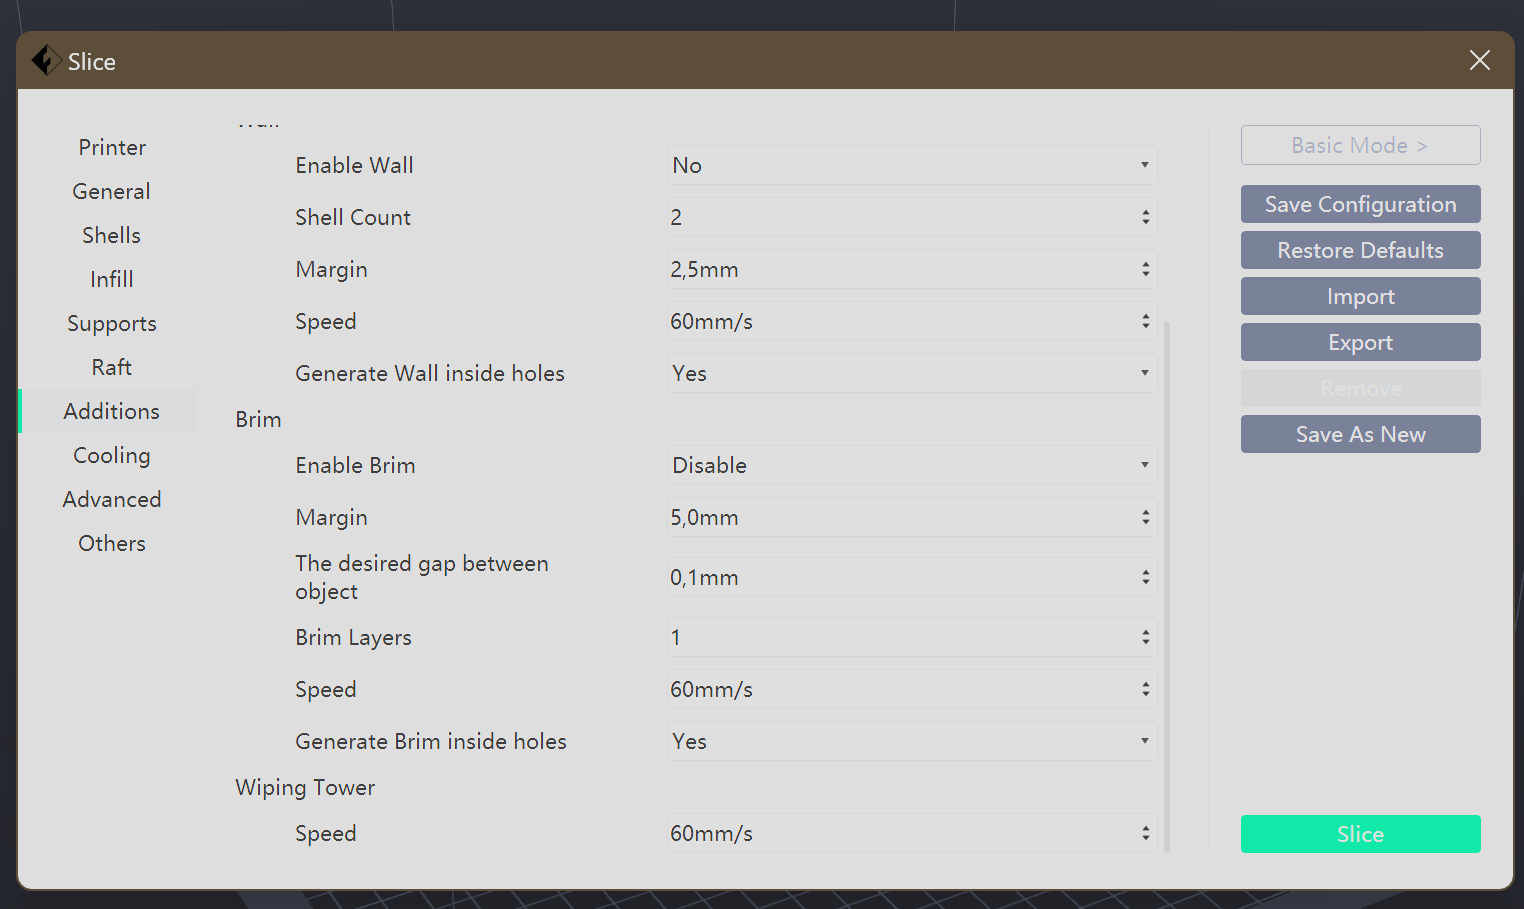 Slice
Printer
General
Shells
Infill
Supports
Raft
Additions
Cooling
Advanced
Others
Wall
Enable Wall No
Shell Count 2
Margin 2,5mm
Speed 60mm/s
Generate Wall inside holes Yes
Brim
Enable Brim Disable
Margin 5,0mm
The desired gap between
object 0,1mm
Brim Layers 1
Speed 60mm/s
Generate Brim inside holes Yes
Wiping Tower
Speed 60mm/s
Basic Mode >
Save Configuration
Restore Defaults
Import
Export
Remove
Save As New
Slice